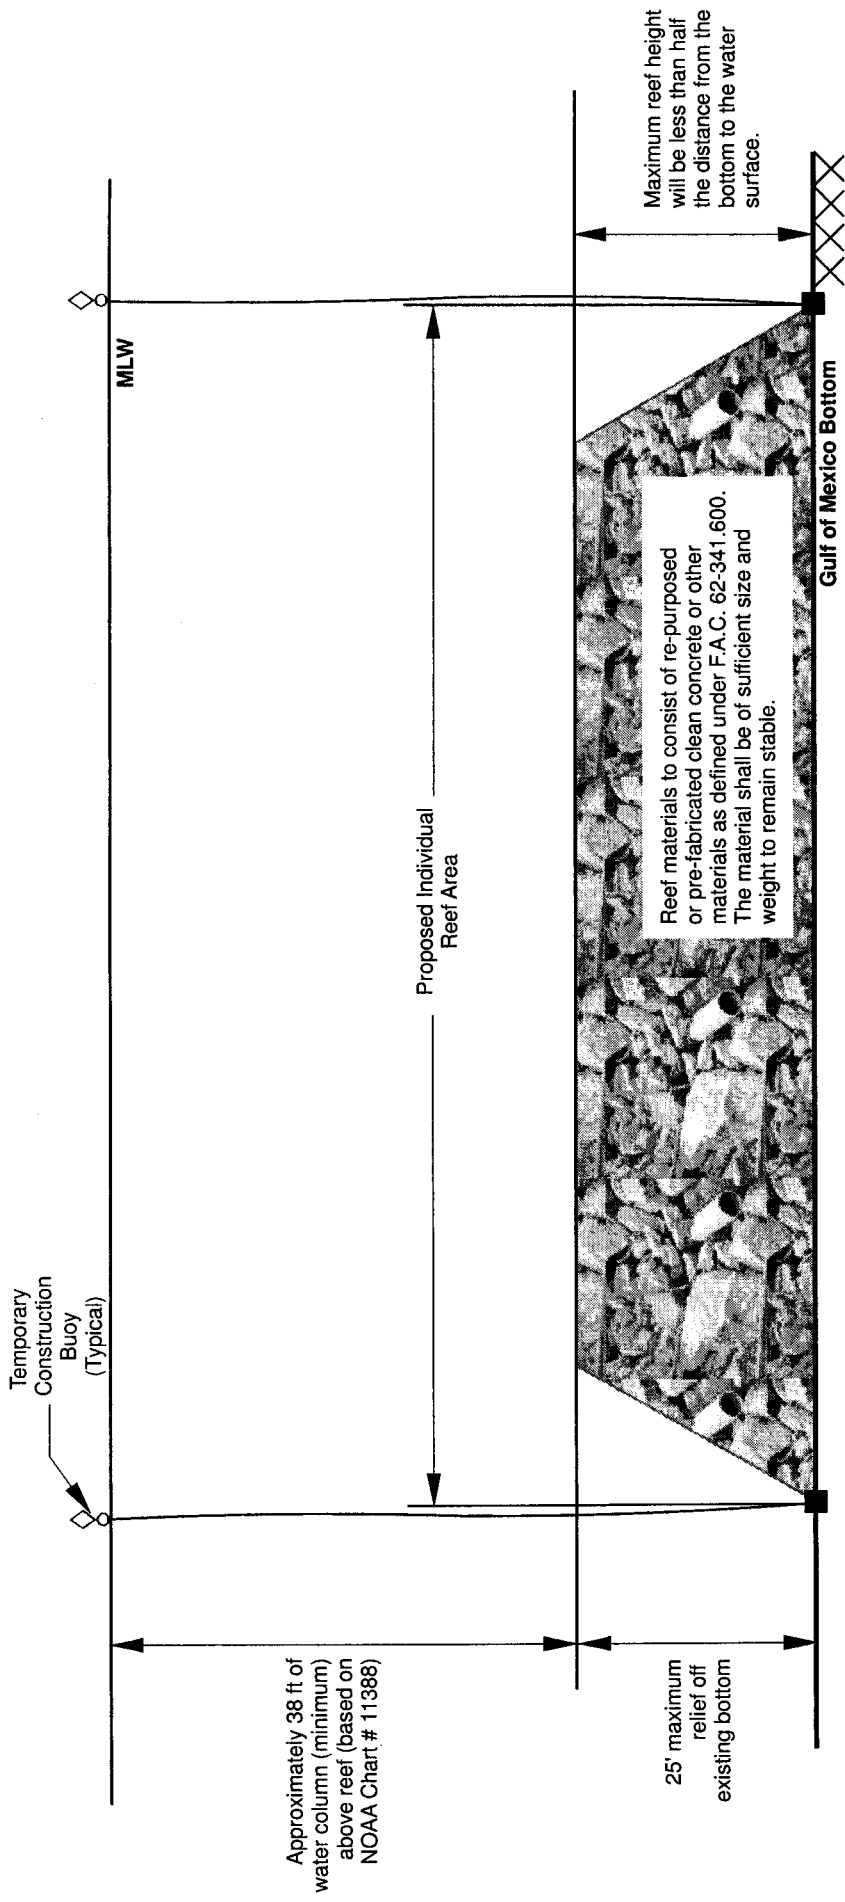 Temporary
Construction
Buoy
(Typical)
MLW
Approximately 38 ft of
water column (minimum)
above reef (based on
NOAA Chart # 11388)
Proposed Individual
Reef Area
25' maximum
relief off
existing bottom
Reef materials to consist of re-purposed
or pre-fabricated clean concrete or other
materials as defined under F.A.C. 62-341.600.
The material shall be of sufficient size and
weight to remain stable.
Maximum reef height
will be less than half
the distance from the
bottom to the water
surface.
Gulf of Mexico Bottom